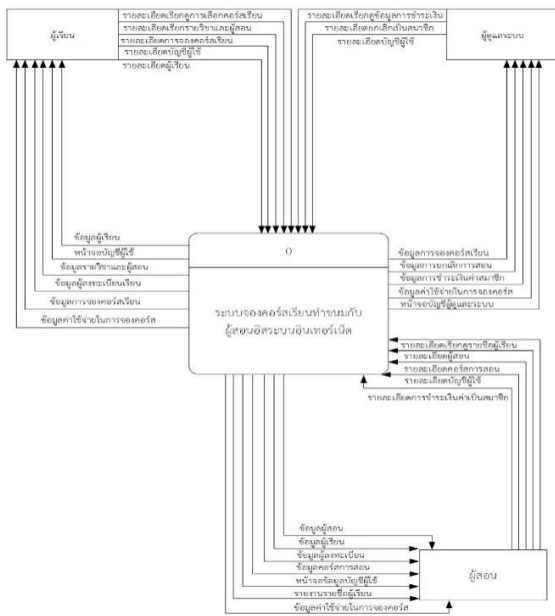 รายละเอียดเรียกดูการเลือกคอร์สเรียน
รายละเอียดเรียกรายวิชาและผู้สอน
รายละเอียดการจองคอร์สเรียน
รายละเอียดบัญชีผู้ใช้
รายละเอียดผู้เรียน
ผู้เรียน
รายละเอียดเรียกดูข้อมูลการชำระเงิน
รายละเอียดยกเลิกเป็นสมาชิก
รายละเอียดบัญชีผู้ใช้
ผู้ดูแลระบบ
ข้อมูลผู้เรียน
หน้าจอบัญชีผู้ใช้
ข้อมูลรายวิชาและผู้สอน
ข้อมูลผู้ลงทะเบียนเรียน
ข้อมูลการจองคอร์สเรียน
ข้อมูลค่าใช้จ่ายในการจองคอร์ส
0
ระบบจองคอร์สเรียนทำขนมกับ
ผู้สอนอิสระบนอินเทอร์เน็ต
ข้อมูลการจองคอร์สเรียน
ข้อมูลการยกเลิกการสอน
ข้อมูลการชำระเงินค่าสมาชิก
ข้อมูลค่าใช้จ่ายในการจองคอร์ส
หน้าจอบัญชีผู้ดูแลระบบ
รายละเอียดเรียกดูรายชื่อผู้เรียน
รายละเอียดผู้สอน
รายละเอียดคอร์สการสอน
รายละเอียดบัญชีผู้ใช้
รายละเอียดการชำระเงินค่าเป็นสมาชิก
ข้อมูลผู้สอน
ข้อมูลผู้เรียน
ข้อมูลผู้ลงทะเบียน
ข้อมูลคอร์สการสอน
หน้าจอข้อมูลบัญชีผู้ใช้
รายงานรายชื่อผู้เรียน
ข้อมูลค่าใช้จ่ายในการจองคอร์ส
ผู้สอน